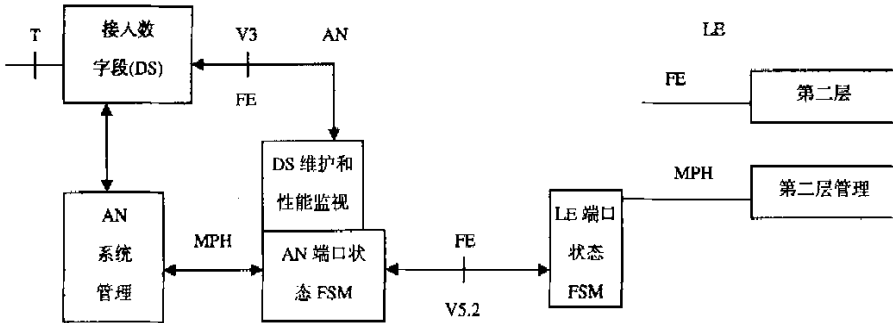 T
接入数
字段(DS)
V3
AN
FE
LE
FE
第二层
DS 维护和
性能监视
MPH
第二层管理
AN
系统
管理
MPH
AN 端口状
态 FSM
FE
V5.2
LE 端口
状态
FSM